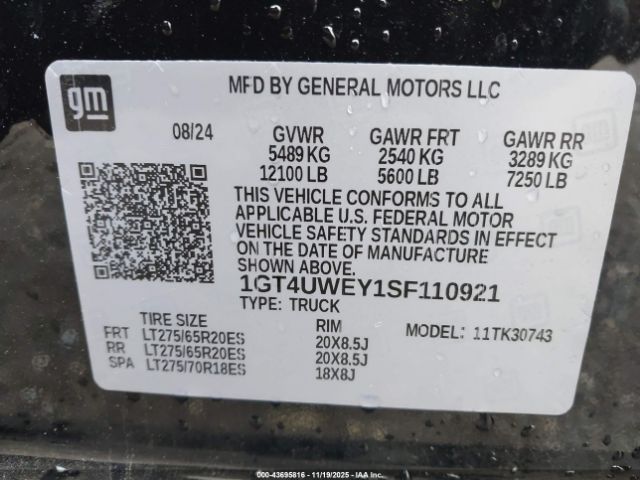 gm
MFD BY GENERAL MOTORS LLC
08/24 GVWR GAWR FRT GAWR RR
5489 KG 2540 KG 3289 KG
12100 LB 5600 LB 7250 LB
THIS VEHICLE CONFORMS TO ALL
APPLICABLE U.S. FEDERAL MOTOR
VEHICLE SAFETY STANDARDS IN EFFECT
ON THE DATE OF MANUFACTURE
SHOWN ABOVE.
1GT4UWEY1SF110921
TYPE: TRUCK
TIRE SIZE RIM MODEL: 11TK30743
FRT LT275/65R20ES 20X8.5J
RR LT275/65R20ES 20X8.5J
SPA LT275/70R18ES 18X8J
000-43695816 - 11/19/2025 - IAAI.CA